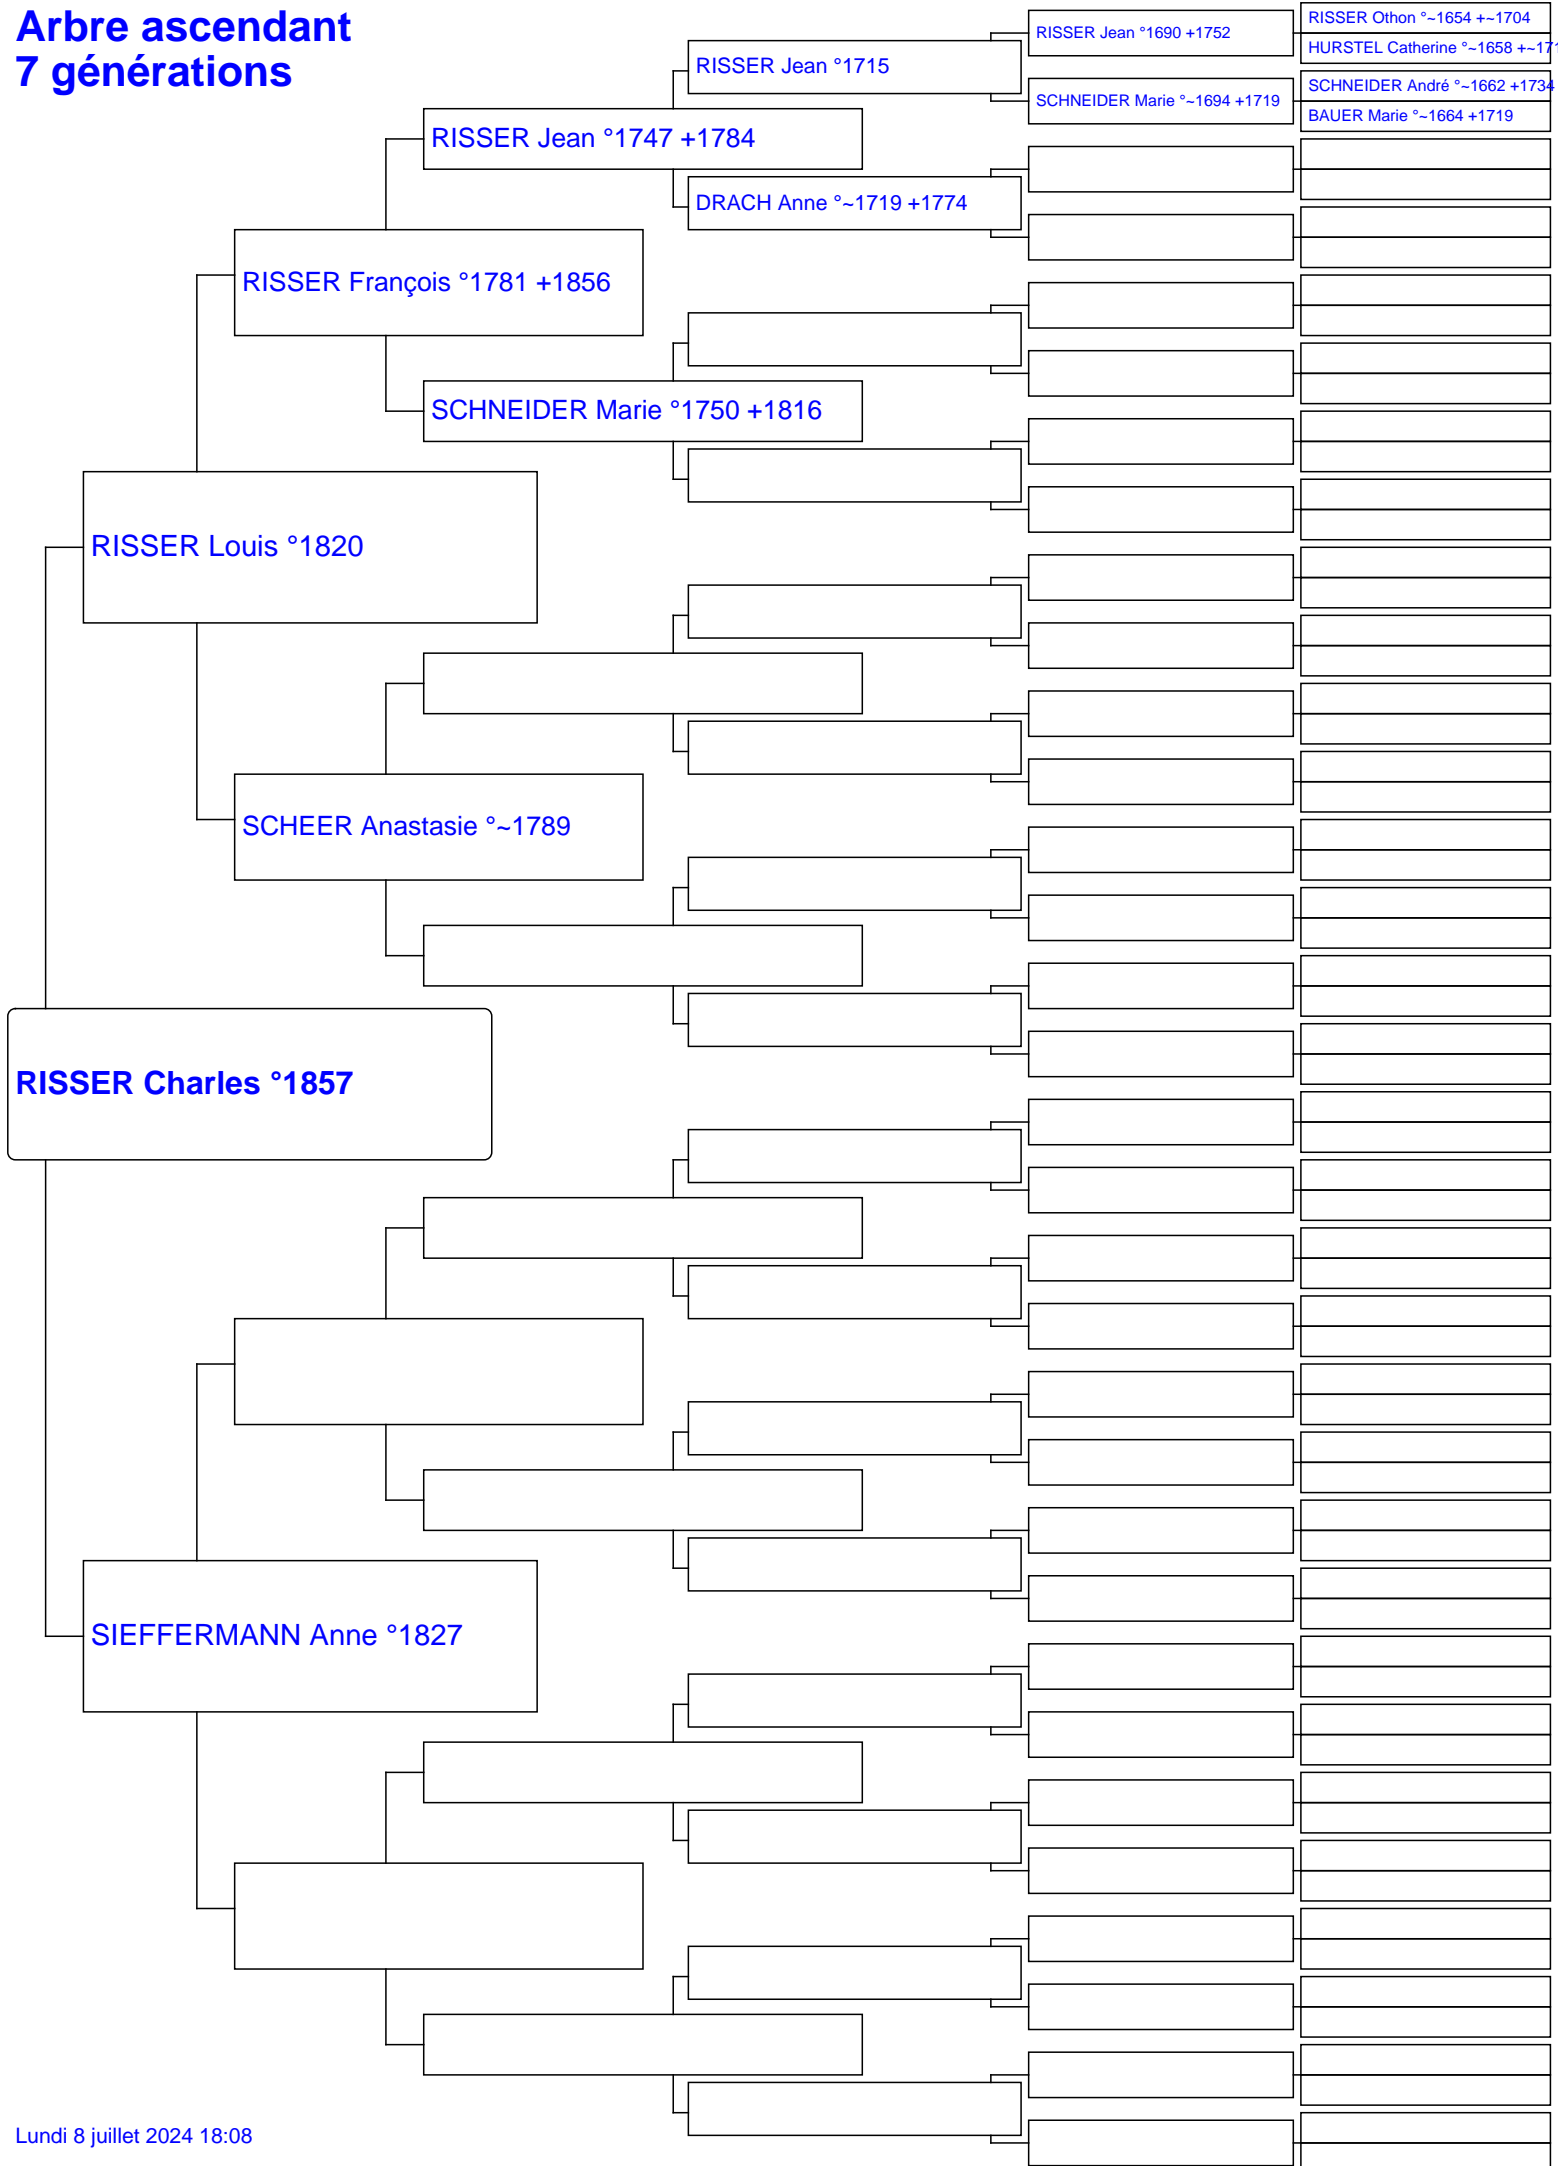 Arbre ascendant
7 générations
RISSER Charles °1857
RISSER Louis °1820
SIEFFERMANN Anne °1827
RISSER François °1781 +1856
SCHEER Anastasie °~1789
RISSER Jean °1747 +1784
SCHNEIDER Marie °1750 +1816
RISSER Jean °1715
DRACH Anne °~1719 +1774
RISSER Jean °1690 +1752
SCHNEIDER Marie °~1694 +1719
RISSER Othon °~1654 +~1704
HURSTEL Catherine °~1658
SCHNEIDER André °~1662 +1734
BAUER Marie °~1664 +1719
Lundi 8 juillet 2024 18:08